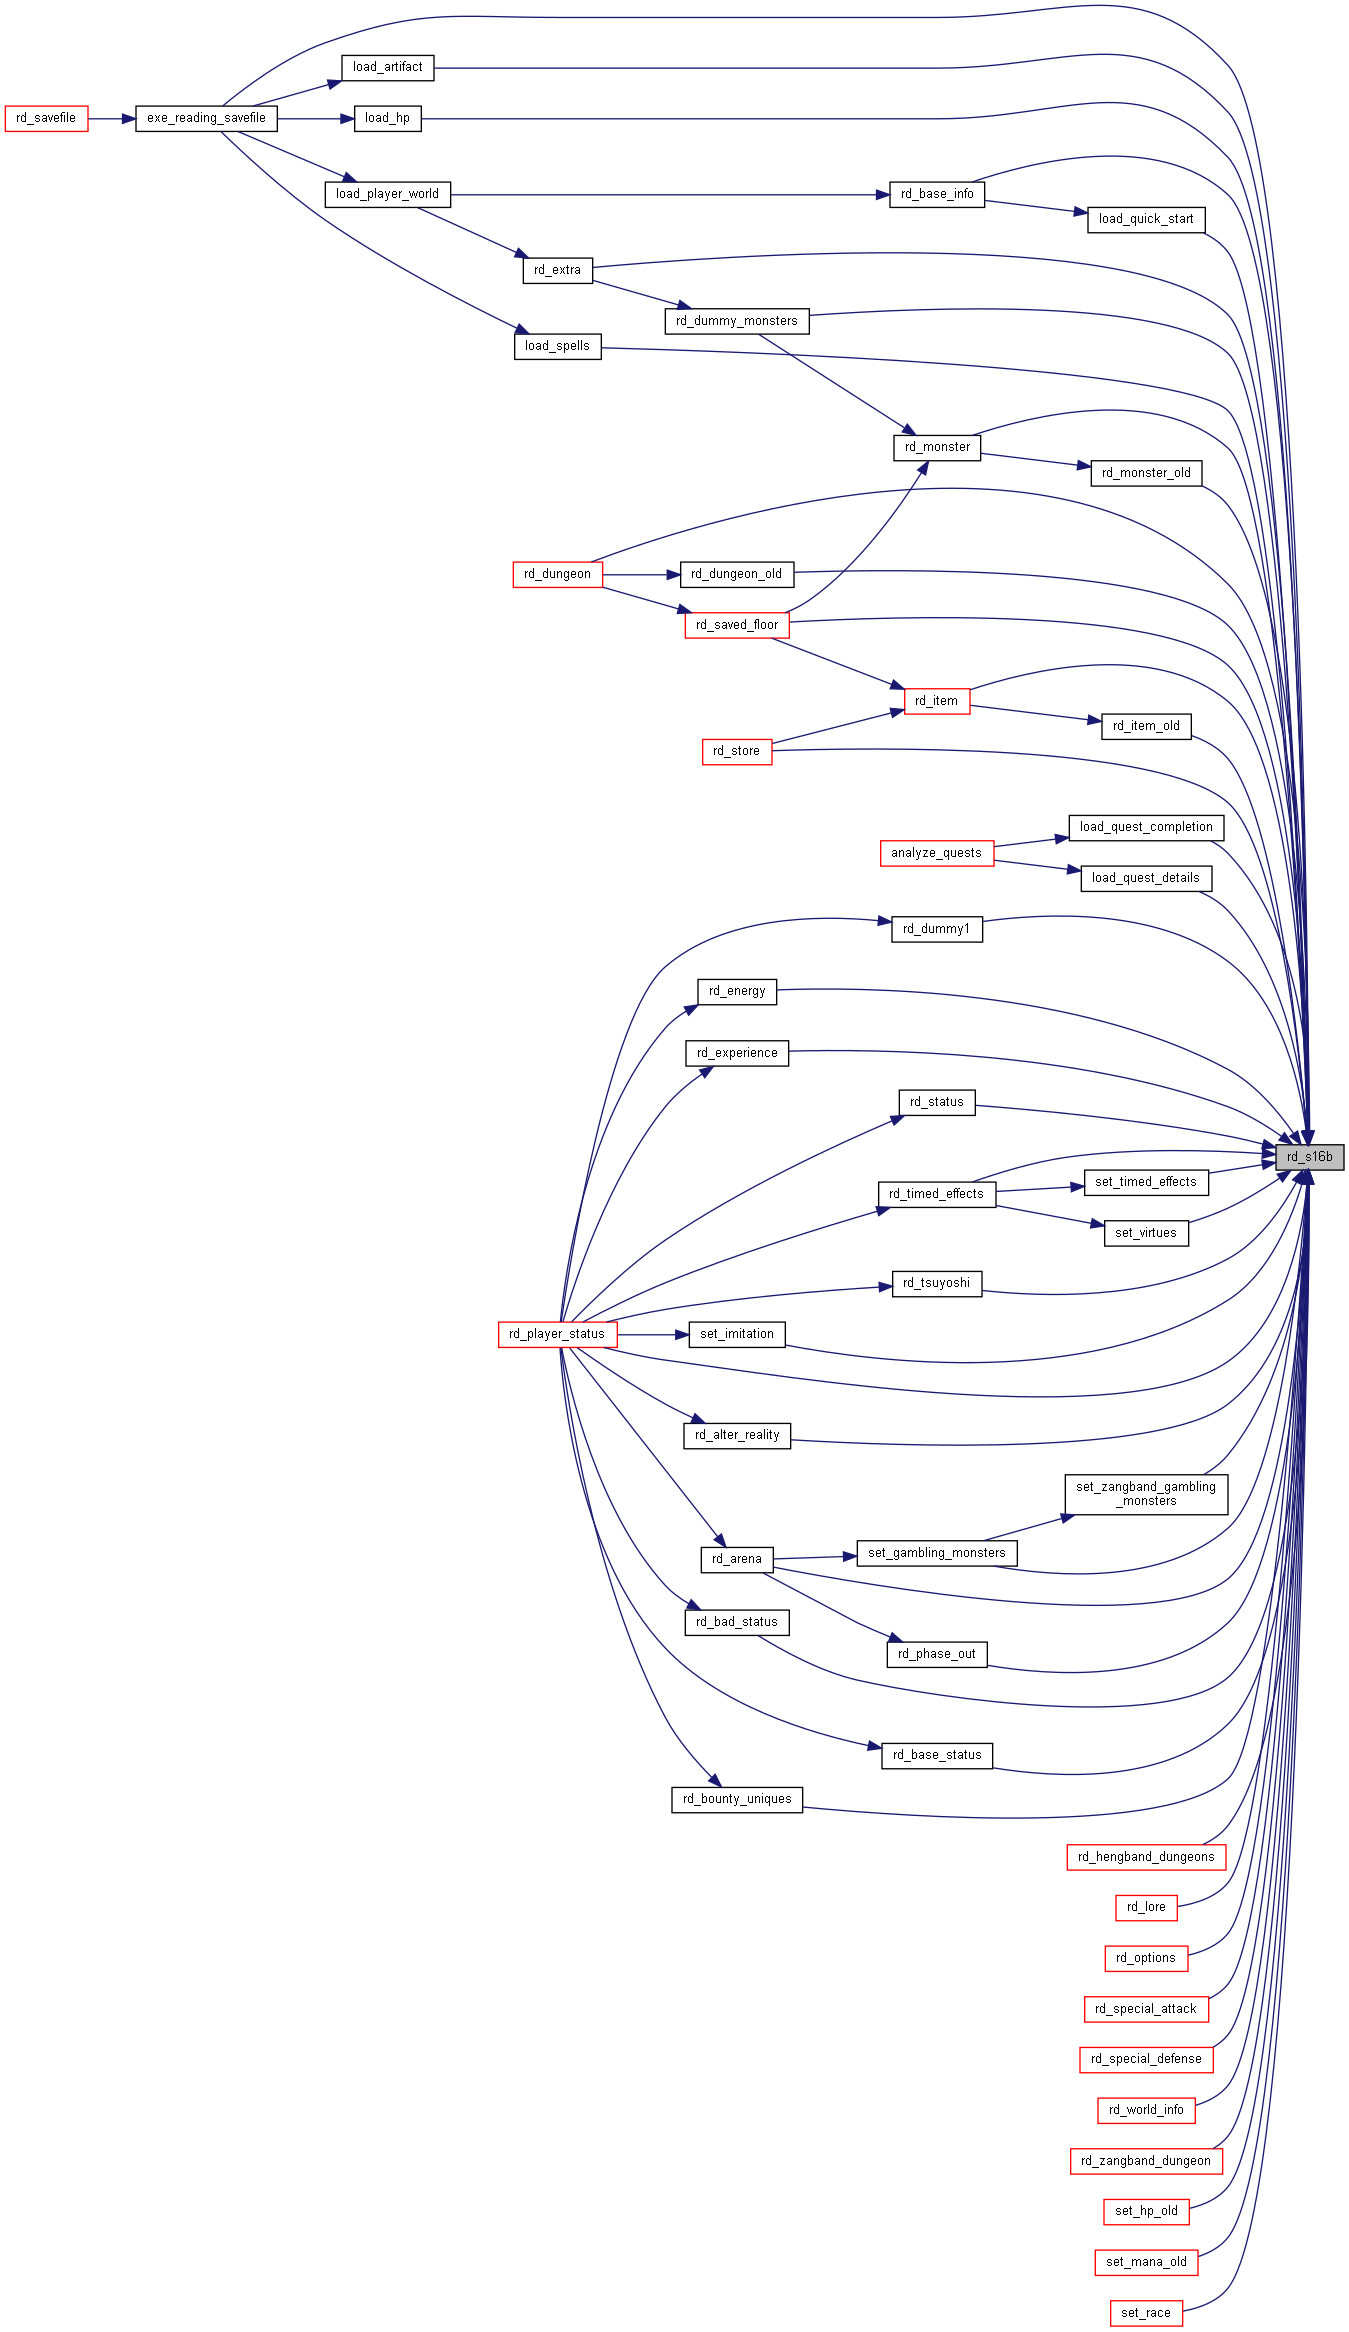 load_artifact
rd_savefile
exe_reading_savefile
load_hp
load_player_world
rd_base_info
load_quick_start
rd_extra
rd_dummy_monsters
load_spells
rd_monster
rd_monster_old
rd_dungeon
rd_dungeon_old
rd_saved_floor
rd_item
rd_item_old
rd_store
load_quest_completion
analyze_quests
load_quest_details
rd_dummy1
rd_energy
rd_experience
rd_status
rd_s16b
set_timed_effects
rd_timed_effects
set_virtues
rd_tsuyoshi
rd_player_status
set_imitation
rd_alter_reality
set_zangband_gambling
_monsters
set_gambling_monsters
rd_arena
rd_bad_status
rd_phase_out
rd_base_status
rd_bounty_uniques
rd_hengband_dungeons
rd_lore
rd_options
rd_special_attack
rd_special_defense
rd_world_info
rd_zangband_dungeon
set_hp_old
set_mana_old
set_race